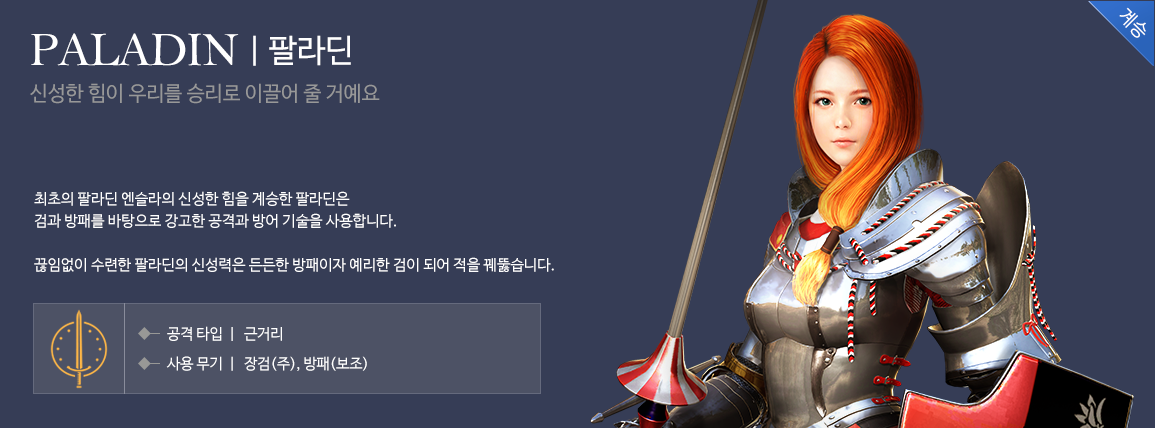 PALADIN | 팔라딘
계승
신성한 힘이 우리를 승리로 이끌어 줄 거예요
최초의 팔라딘 엔슬라의 신성한 힘을 계승한 팔라딘은
검과 방패를 바탕으로 강고한 공격과 방어 기술을 사용합니다.
끊임없이 수련한 팔라딘의 신성력은 든든한 방패이자 예리한 검이 되어 적을 꿰뚫습니다.
공격 타입 | 근거리
사용 무기 | 장검(주), 방패(보조)